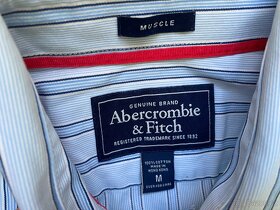 MUSCLE
GENUINE BRAND
Abercrombie
& Fitch
REGISTERED TRADEMARK SINCE 1892
M
100% COTTON
MADE IN
HONG KONG